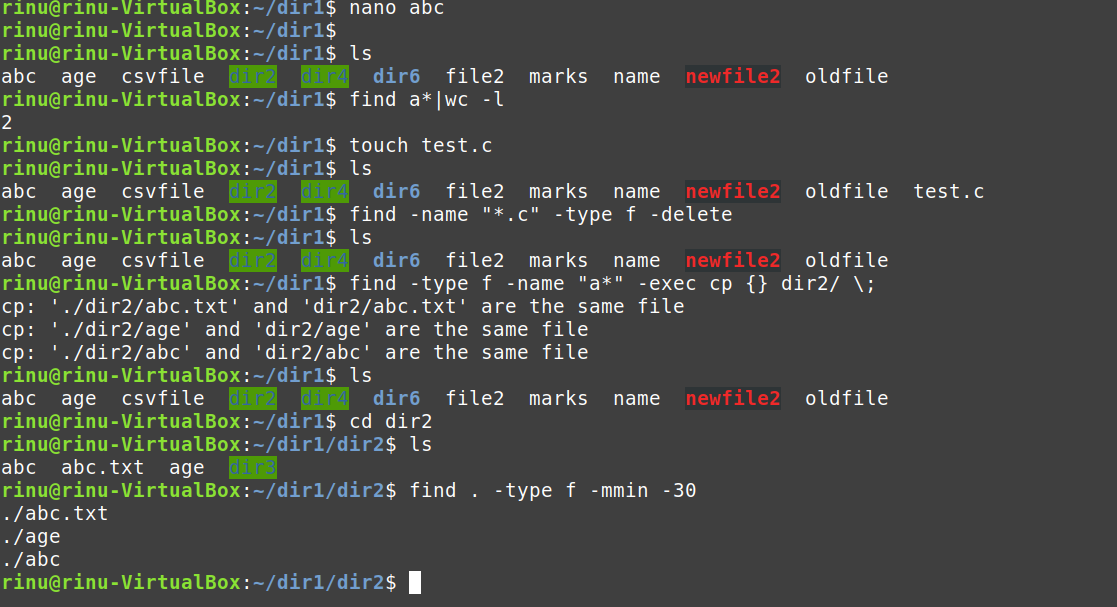 rinu@rinu-VirtualBox:~/dir1$ nano abc
rinu@rinu-VirtualBox:~/dir1$
rinu@rinu-VirtualBox:~/dir1$ ls
abc  age  csvfile  dir2  dir4  dir6  file2  marks  name  newfile2  oldfile
rinu@rinu-VirtualBox:~/dir1$ find a*|wc -l
2
rinu@rinu-VirtualBox:~/dir1$ touch test.c
rinu@rinu-VirtualBox:~/dir1$ ls
abc  age  csvfile  dir2  dir4  dir6  file2  marks  name  newfile2  oldfile  test.c
rinu@rinu-VirtualBox:~/dir1$ find -name "*.c" -type f -delete
rinu@rinu-VirtualBox:~/dir1$ ls
abc  age  csvfile  dir2  dir4  dir6  file2  marks  name  newfile2  oldfile
rinu@rinu-VirtualBox:~/dir1$ find -type f -name "a*" -exec cp {} dir2/ \;
cp: './dir2/abc.txt' and 'dir2/abc.txt' are the same file
cp: './dir2/age' and 'dir2/age' are the same file
cp: './dir2/abc' and 'dir2/abc' are the same file
rinu@rinu-VirtualBox:~/dir1$ ls
abc  age  csvfile  dir2  dir4  dir6  file2  marks  name  newfile2  oldfile
rinu@rinu-VirtualBox:~/dir1$ cd dir2
rinu@rinu-VirtualBox:~/dir1/dir2$ ls
abc  abc.txt  age  dir3
rinu@rinu-VirtualBox:~/dir1/dir2$ find . -type f -mmin -30
./abc.txt
./age
./abc
rinu@rinu-VirtualBox:~/dir1/dir2$